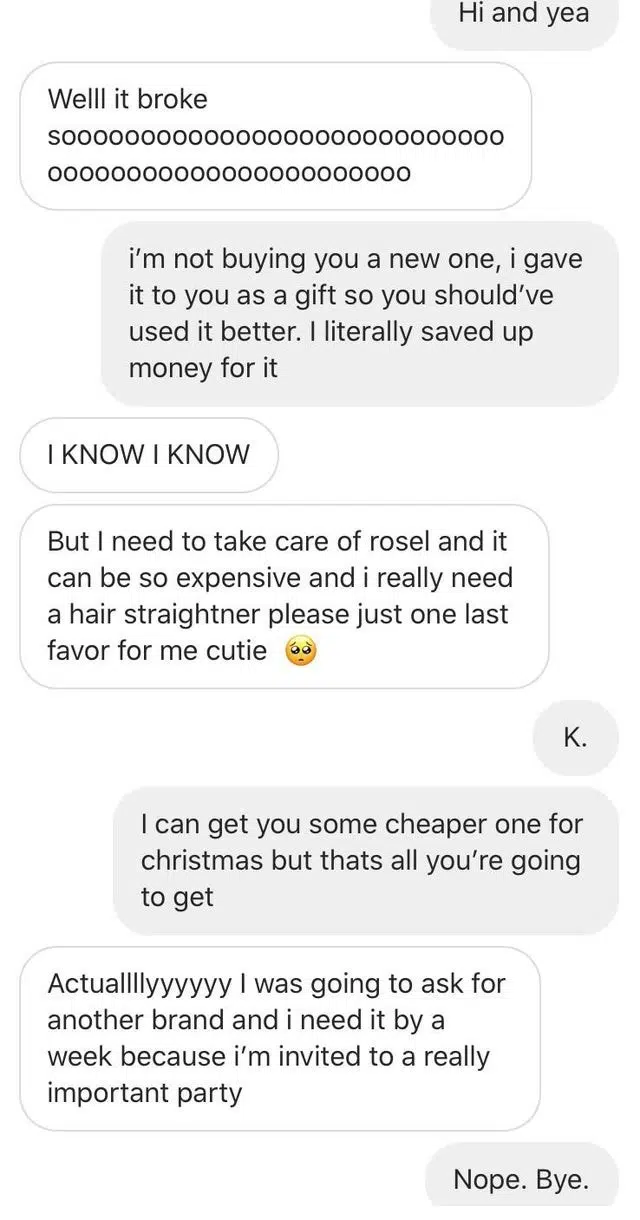 Hi and yea
Welll it broke
soooooooooooooooooooooooooooo
ooooooooooooooooooooooo
i’m not buying you a new one, i gave
it to you as a gift so you should’ve
used it better. I literally saved up
money for it
I KNOW I KNOW
But I need to take care of rosel and it
can be so expensive and i really need
a hair straightner please just one last
favor for me cutie 🥺
K.
I can get you some cheaper one for
christmas but thats all you’re going
to get
Actuallllyyyyyy I was going to ask for
another brand and i need it by a
week because i’m invited to a really
important party
Nope. Bye.